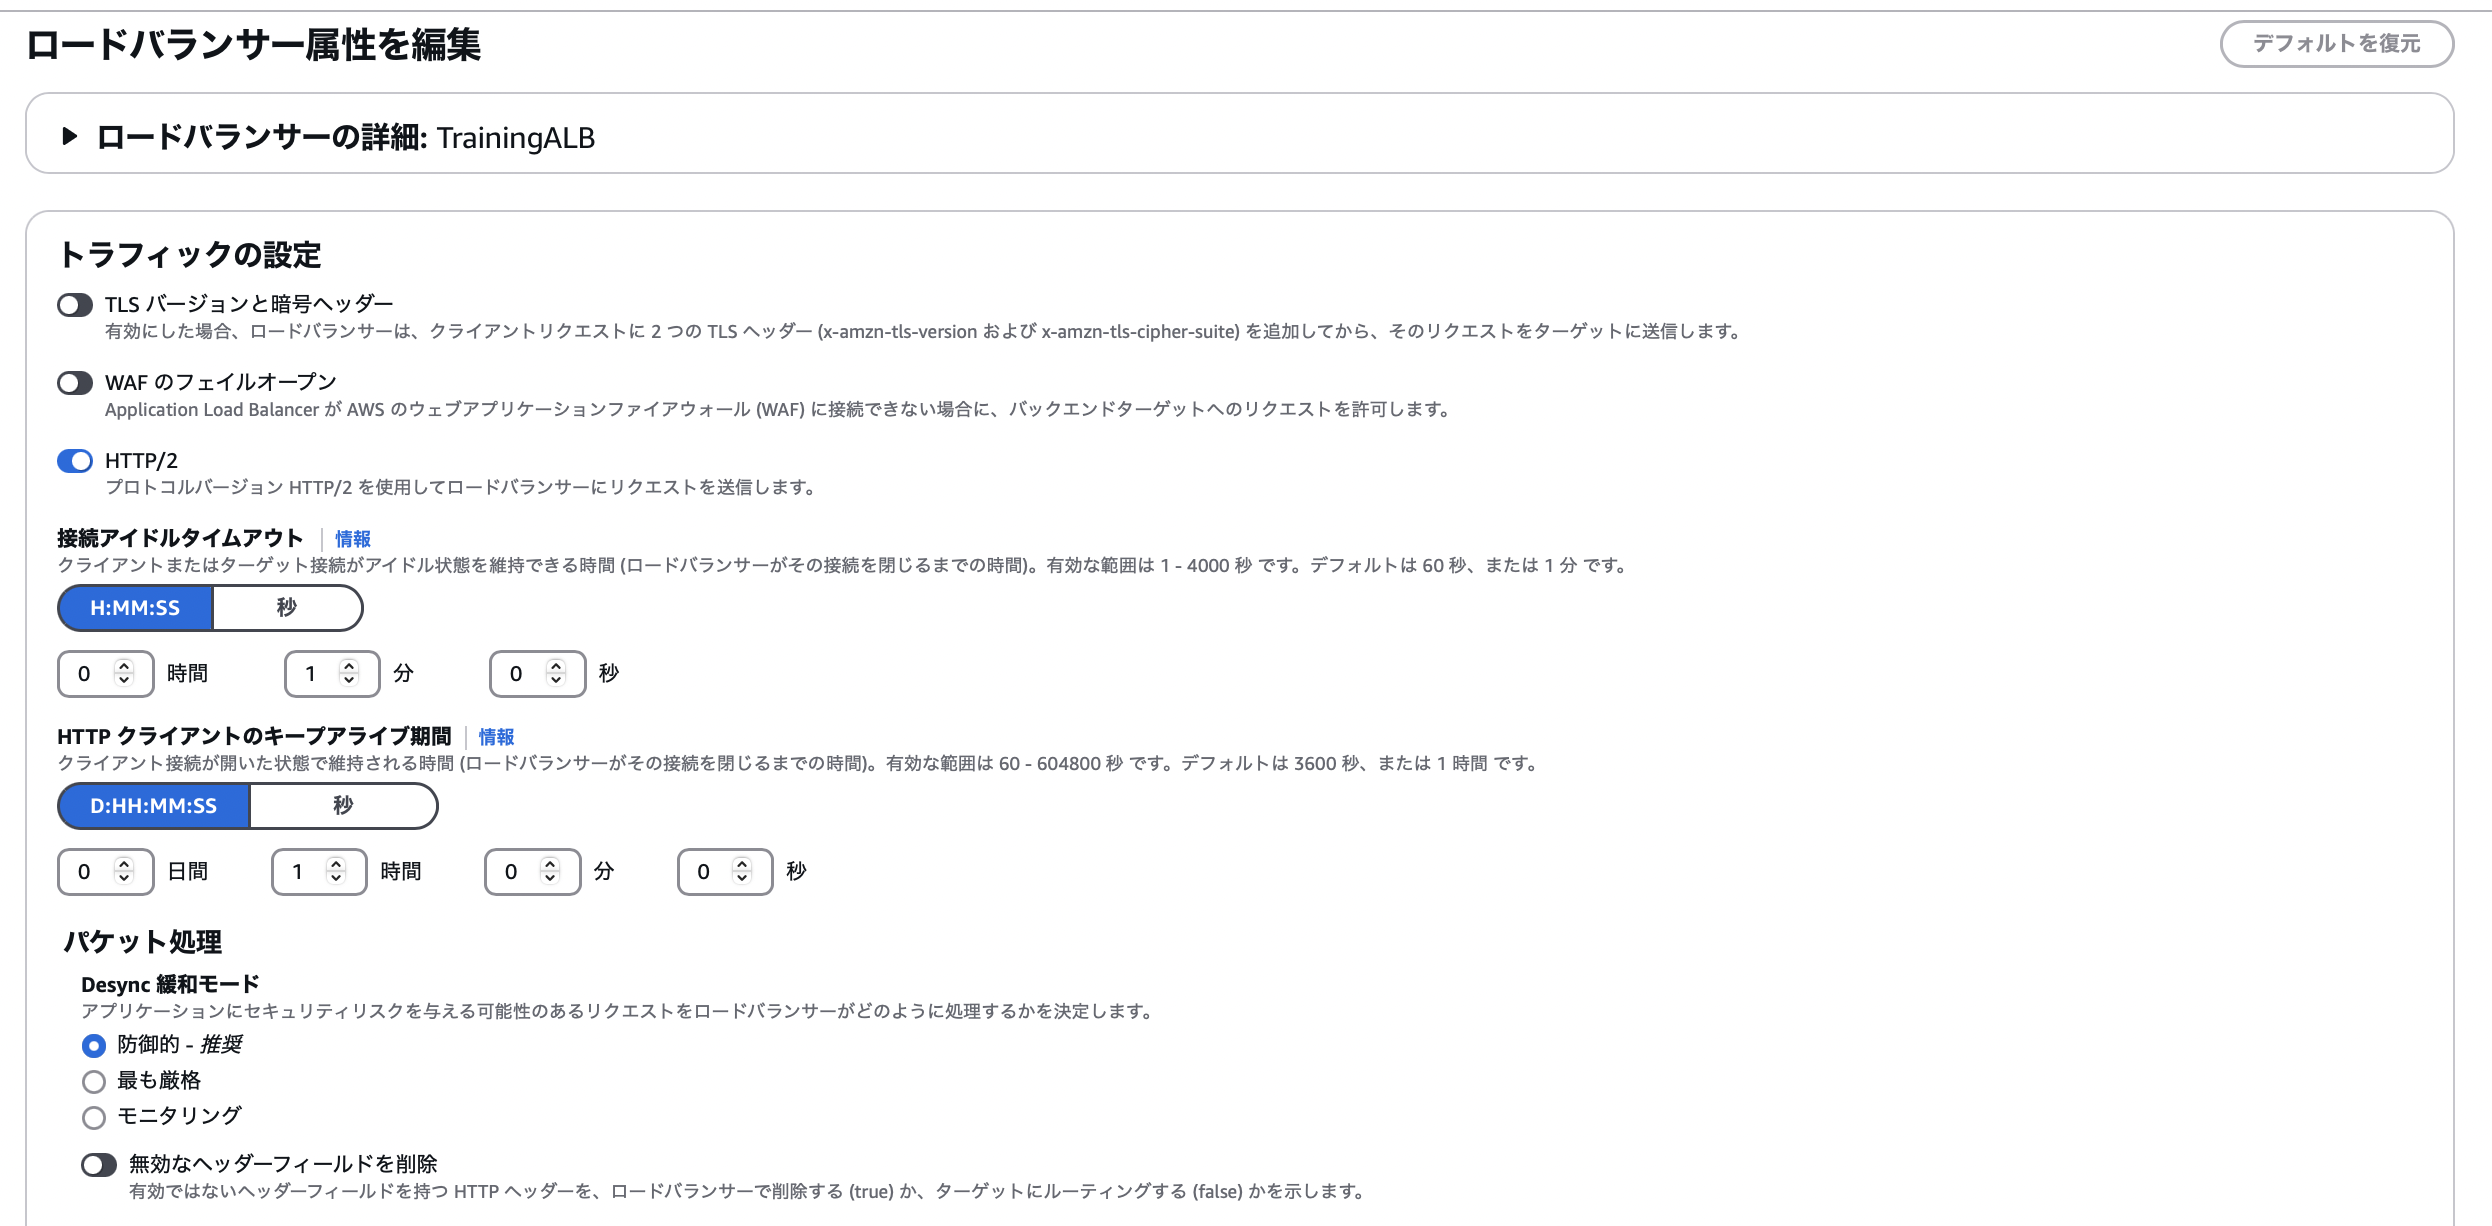 ロードバランサー属性を編集
デフォルトを復元
ロードバランサーの詳細: TrainingALB
トラフィックの設定
TLS バージョンと暗号ヘッダー
有効にした場合、ロードバランサーは、クライアントリクエストに 2 つの TLS ヘッダー (x-amzn-tls-version および x-amzn-tls-cipher-suite) を追加してから、そのリクエストをターゲットに送信します。
WAF のフェイルオープン
Application Load Balancer が AWS のウェブアプリケーションファイアウォール (WAF) に接続できない場合に、バックエンドターゲットへのリクエストを許可します。
HTTP/2
プロトコルバージョン HTTP/2 を使用してロードバランサーにリクエストを送信します。
接続アイドルタイムアウト 情報
クライアントまたはターゲット接続がアイドル状態を維持できる時間 (ロードバランサーがその接続を閉じるまでの時間)。有効な範囲は 1 - 4000 秒 です。デフォルトは 60 秒、または 1 分 です。
H:MM:SS 秒
0 時間 1 分 0 秒
HTTP クライアントのキープアライブ期間 情報
クライアント接続が開いた状態で維持される時間 (ロードバランサーがその接続を閉じるまでの時間)。有効な範囲は 60 - 604800 秒 です。デフォルトは 3600 秒、または 1 時間 です。
D:HH:MM:SS 秒
0 日間 1 時間 0 分 0 秒
パケット処理
Desync 緩和モード
アプリケーションにセキュリティリスクを与える可能性のあるリクエストをロードバランサーがどのように処理するかを決定します。
防御的 - 推奨
最も厳格
モニタリング
無効なヘッダーフィールドを削除
有効ではないヘッダーフィールドを持つ HTTP ヘッダーを、ロードバランサーで削除する (true) か、ターゲットにルーティングする (false) かを示します。